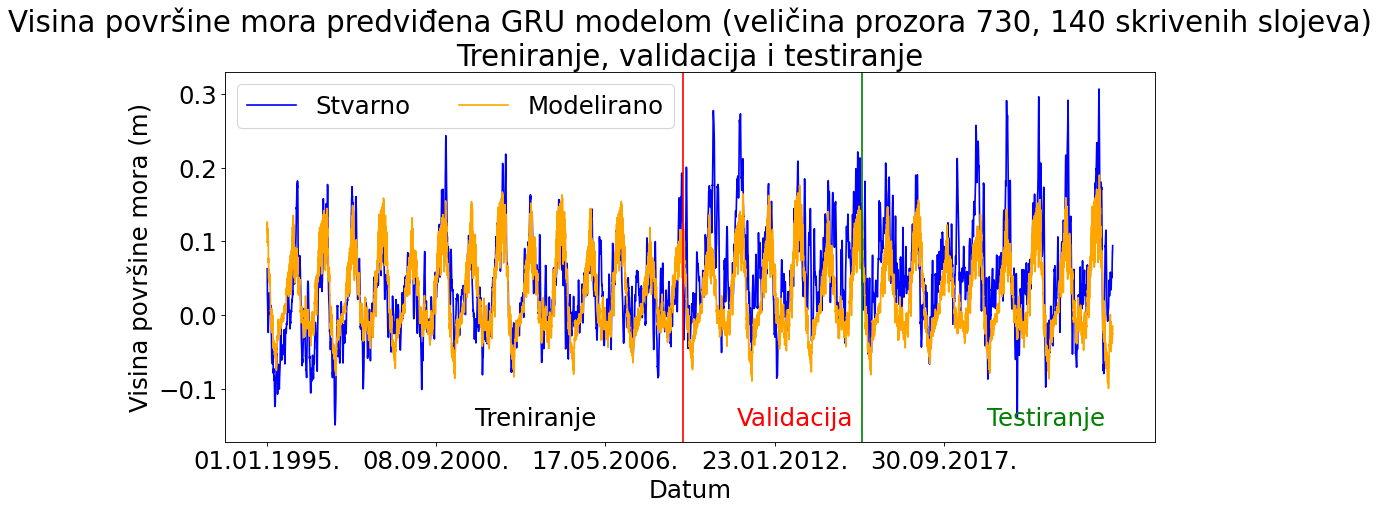 Visina površine mora predviđena GRU modelom (veličina prozora 730, 140 skrivenih slojeva)
Treniranje, validacija i testiranje
Stvarno
Modelirano
Visina površine mora (m)
0.3
0.2
0.1
0.0
−0.1
Treniranje
Validacija
Testiranje
01.01.1995.
08.09.2000.
17.05.2006.
23.01.2012.
30.09.2017.
Datum